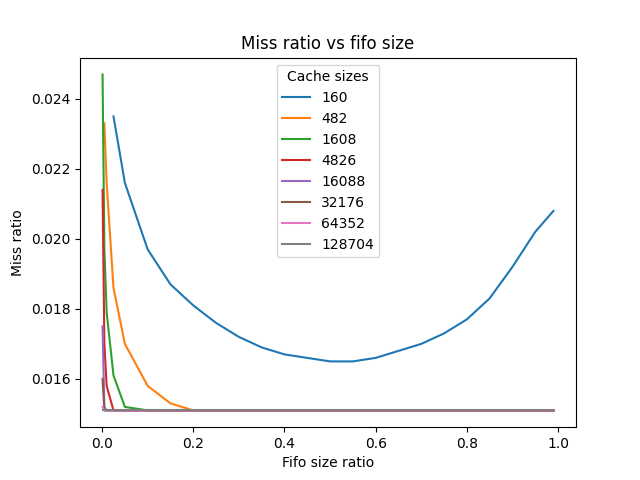 Miss ratio vs fifo size
Cache sizes
160
482
1608
4826
16088
32176
64352
128704
0.024
0.022
0.020
0.018
0.016
Miss ratio
0.0 0.2 0.4 0.6 0.8 1.0
Fifo size ratio